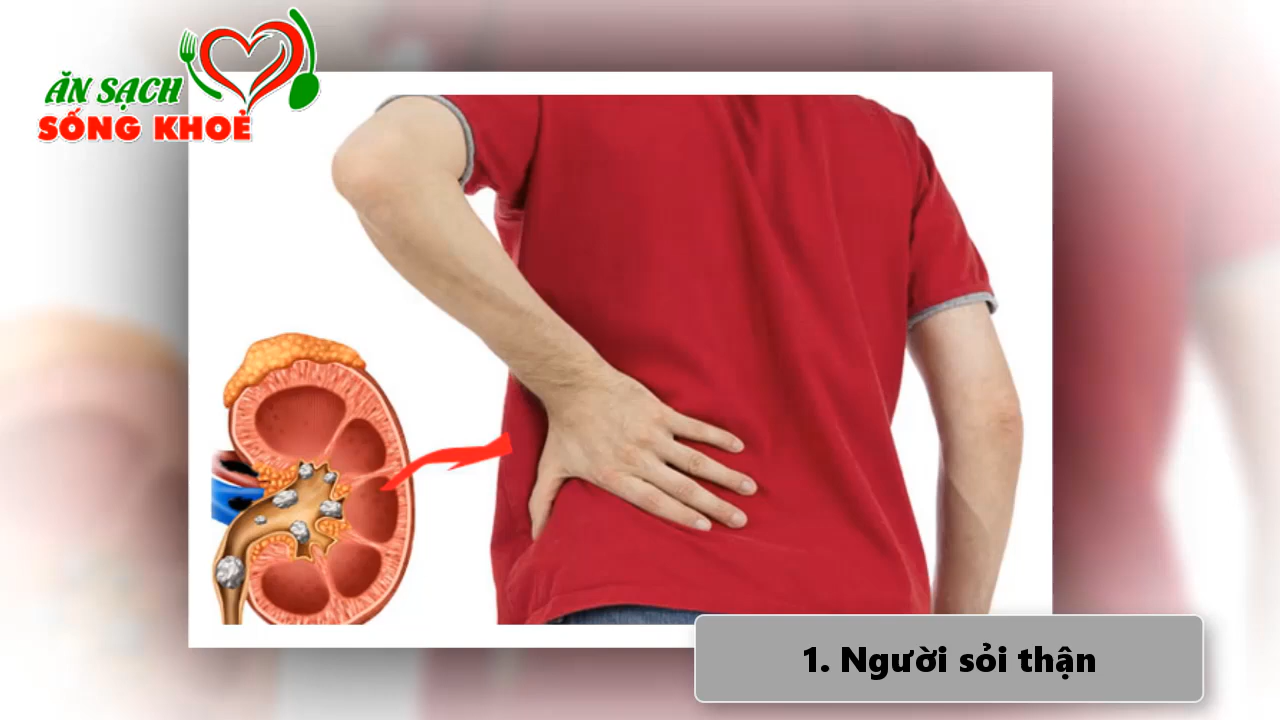 ĂN SẠCH
SỐNG KHOẺ
1. Người sỏi thận